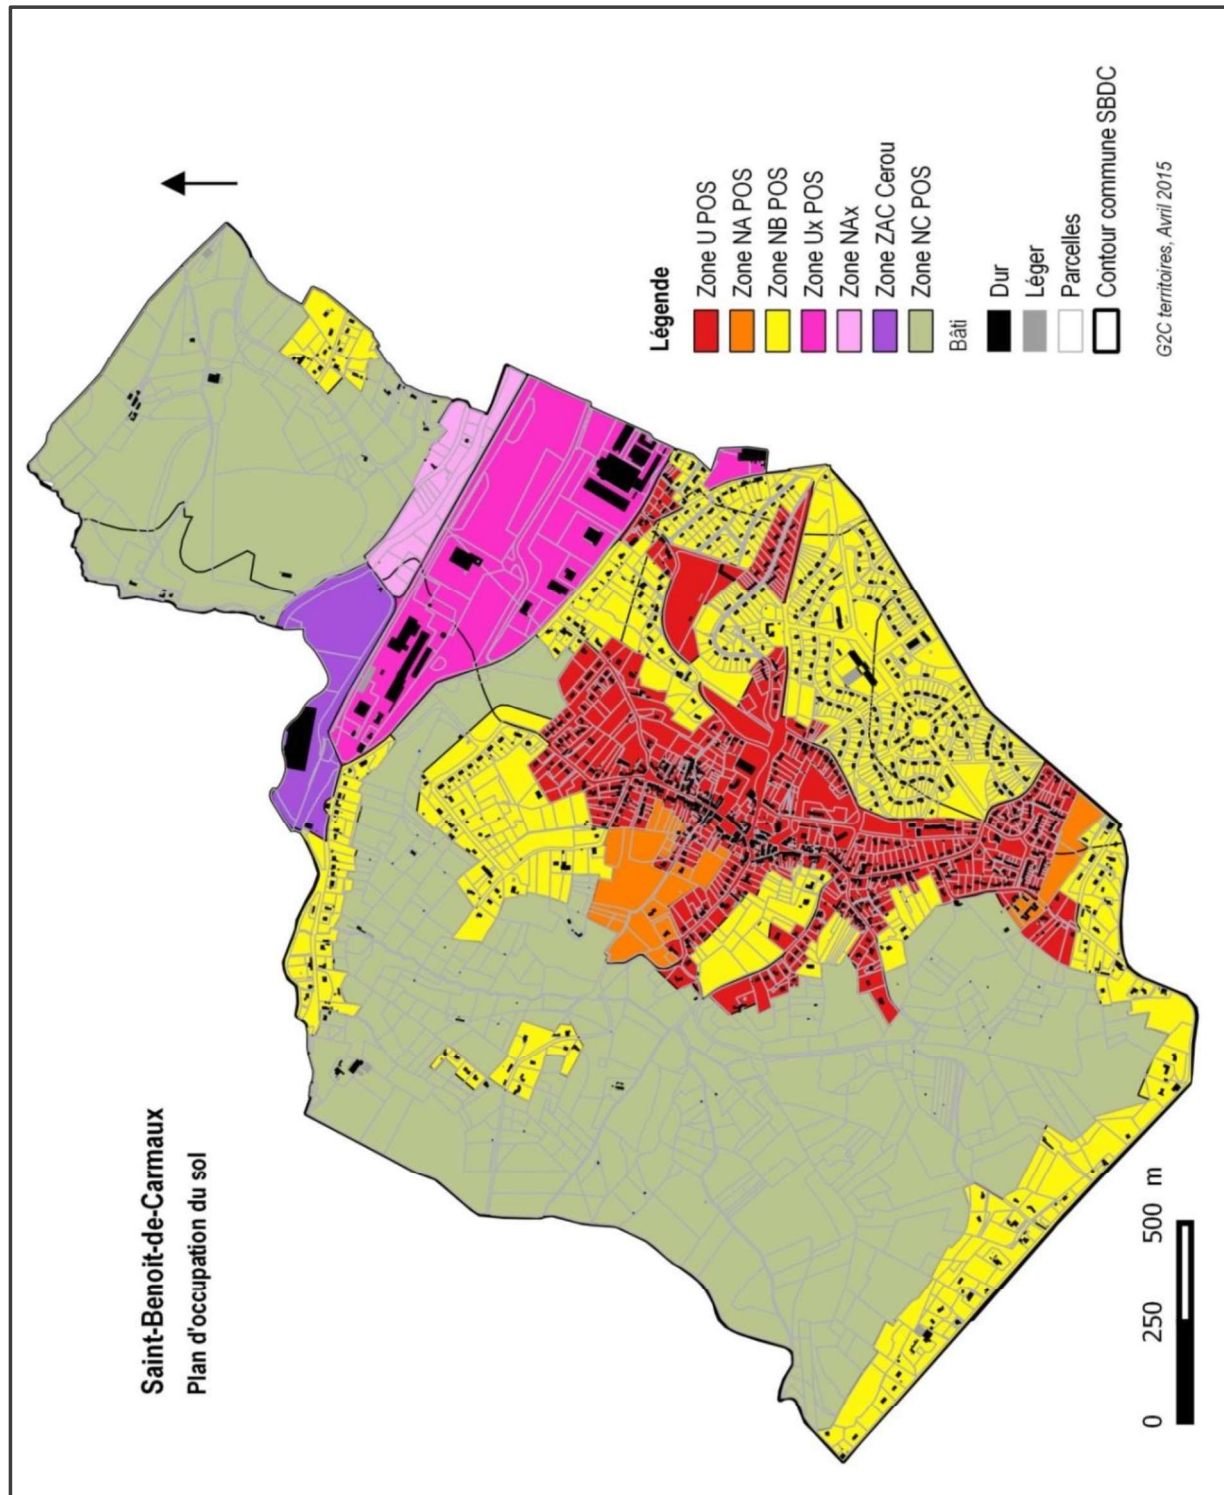 Saint-Benoit-de-Carmaux
Plan d'occupation du sol
Légende
Zone U POS
Zone NA POS
Zone NB POS
Zone Ux POS
Zone NAx
Zone ZAC Cerou
Zone NC POS
Bâti
Dur
Léger
Parcelles
Contour commune SBDC
G2C territoires, Avril 2015
0 250 500 m